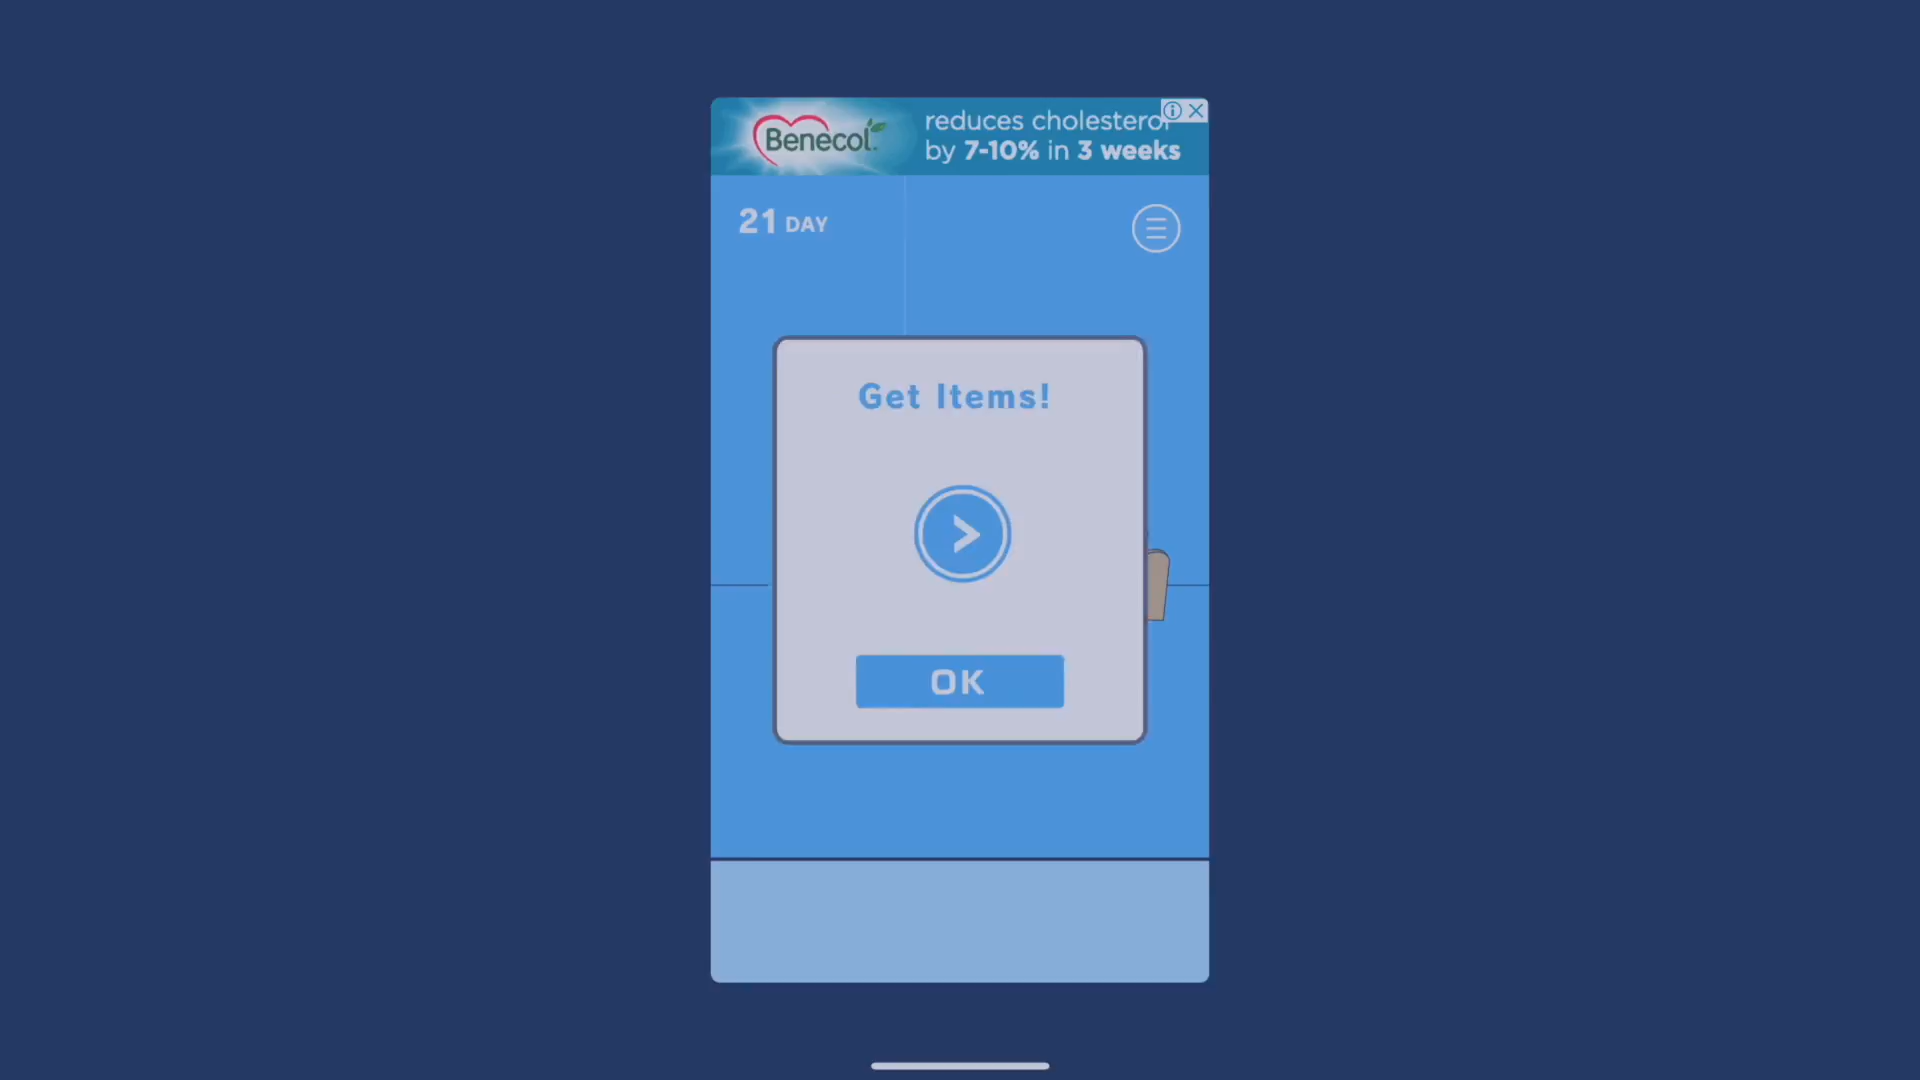 Benecol.
reduces cholesterol
by 7-10% in 3 weeks
21 DAY
Get Items!
OK